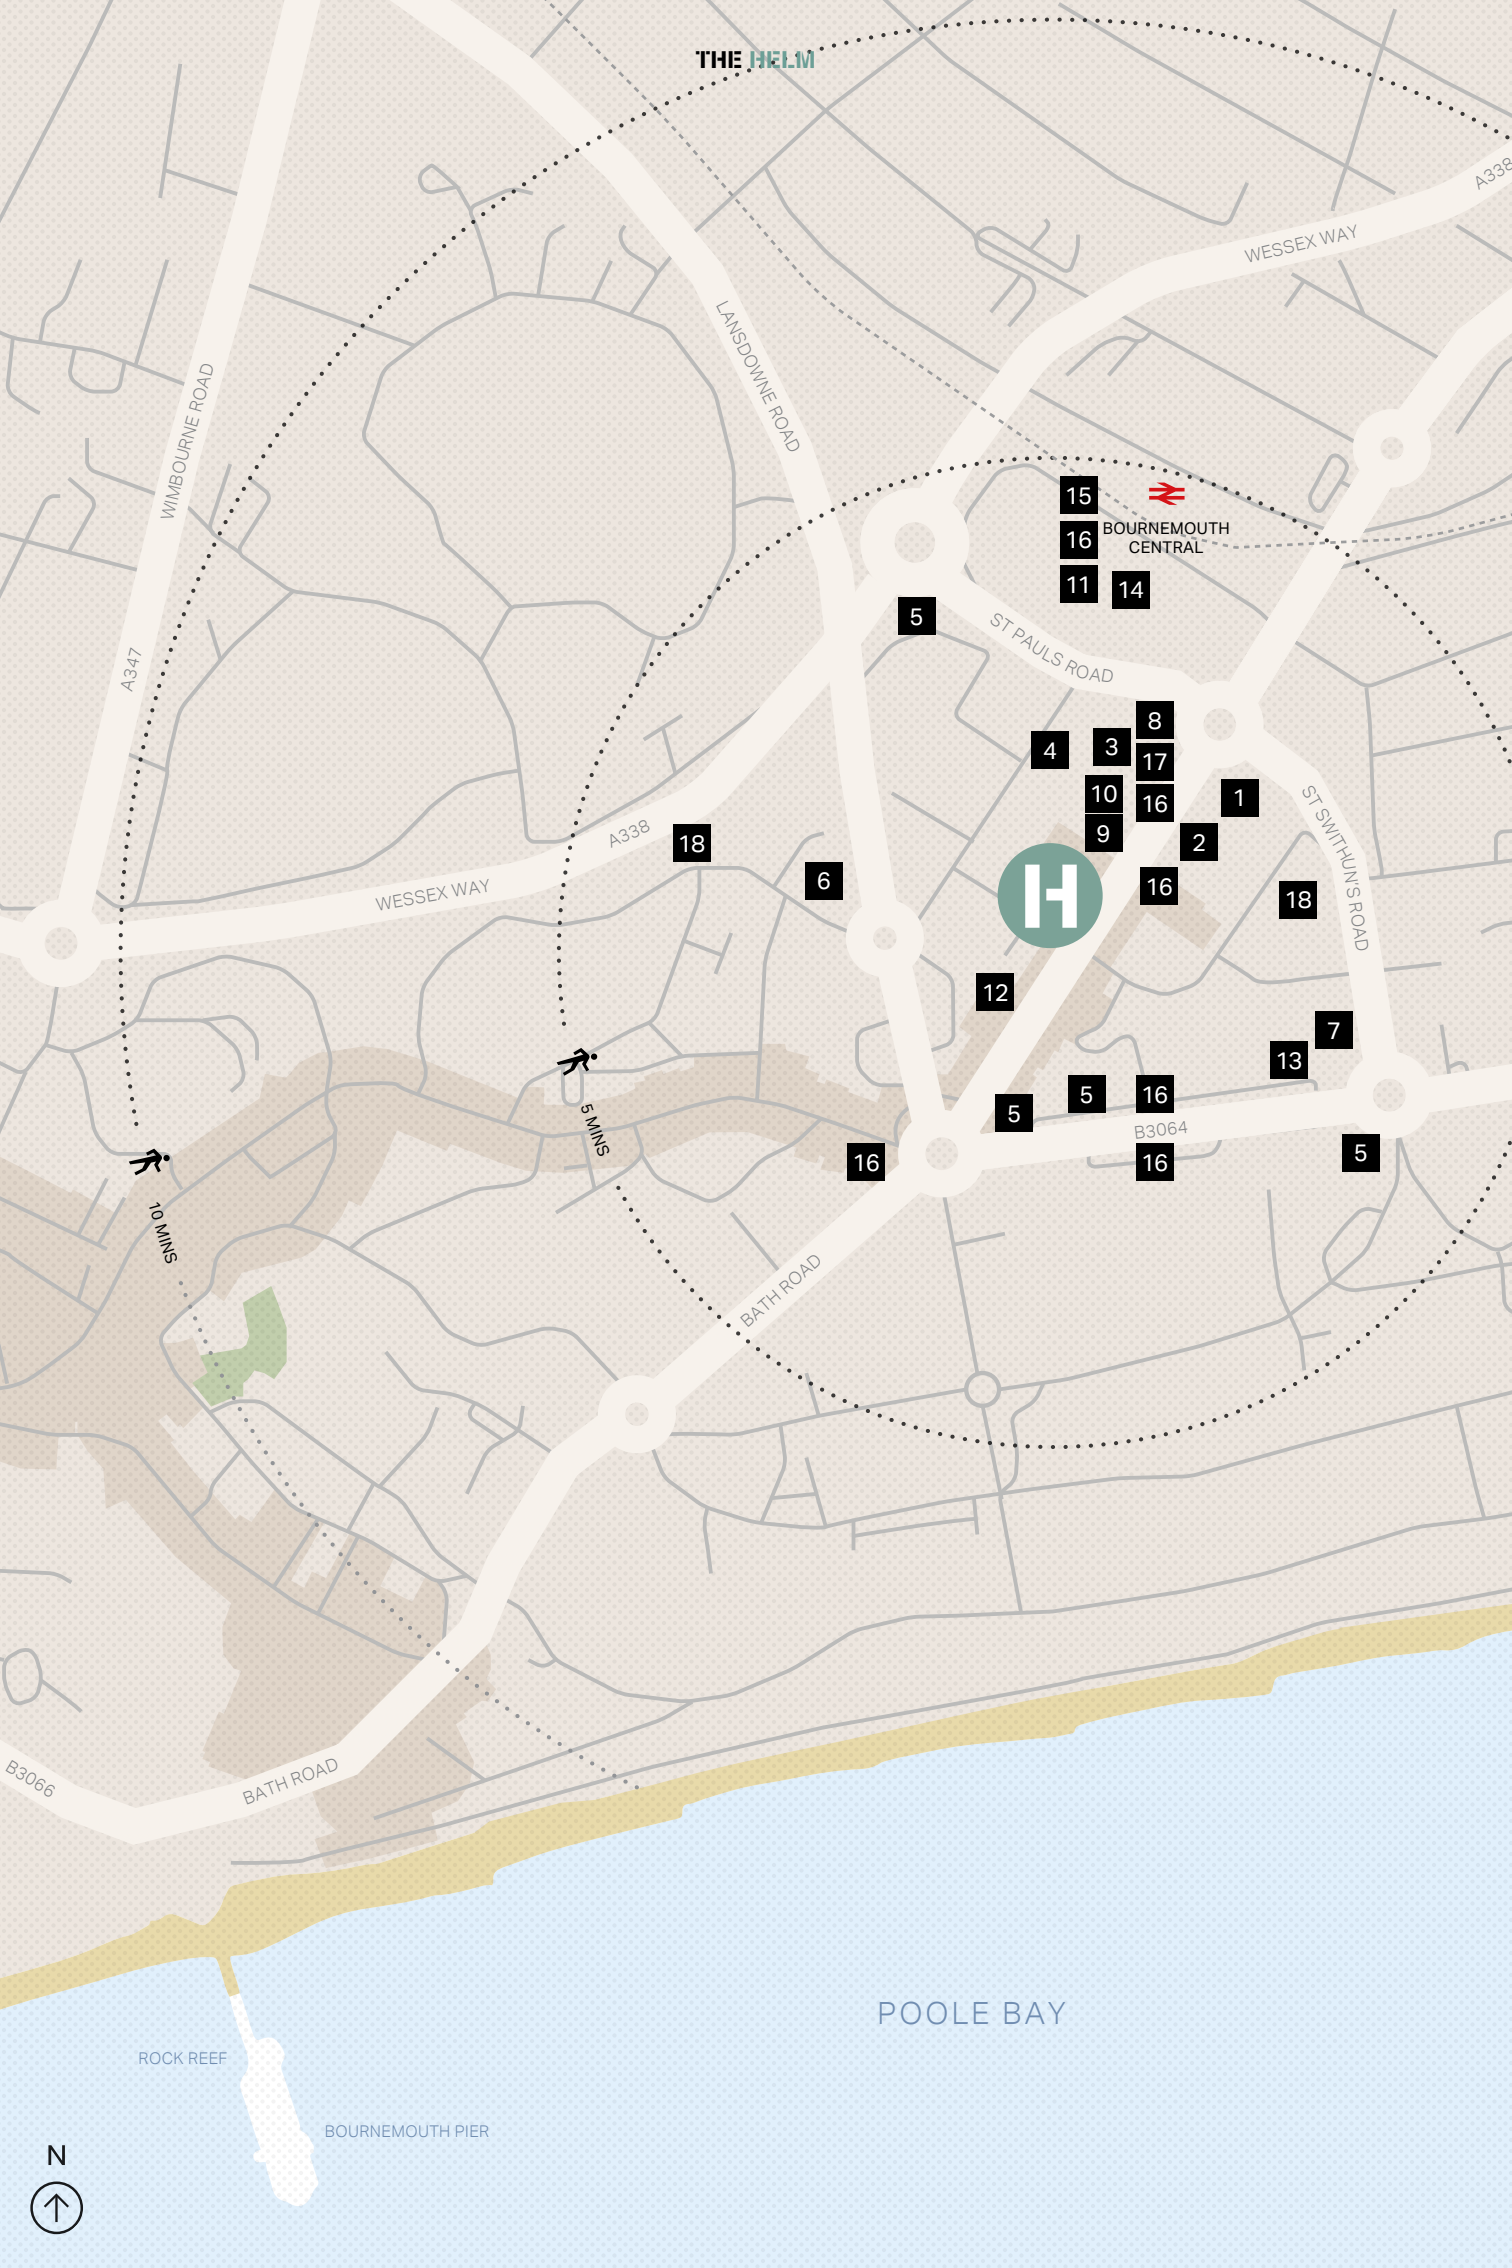 THE HELM
A338
WESSEX WAY
LANSDOWNE ROAD
WIMBOURNE ROAD
15
16
BOURNEMOUTH
CENTRAL
11
14
5
ST PAULS ROAD
A347
8
4
3
17
10
16
1
9
2
ST SWITHUN'S ROAD
A338
18
6
WESSEX WAY
H
16
18
12
7
13
5
16
5
B3064
16
16
5
5 MINS
10 MINS
BATH ROAD
B3066
BATH ROAD
POOLE BAY
ROCK REEF
BOURNEMOUTH PIER
N